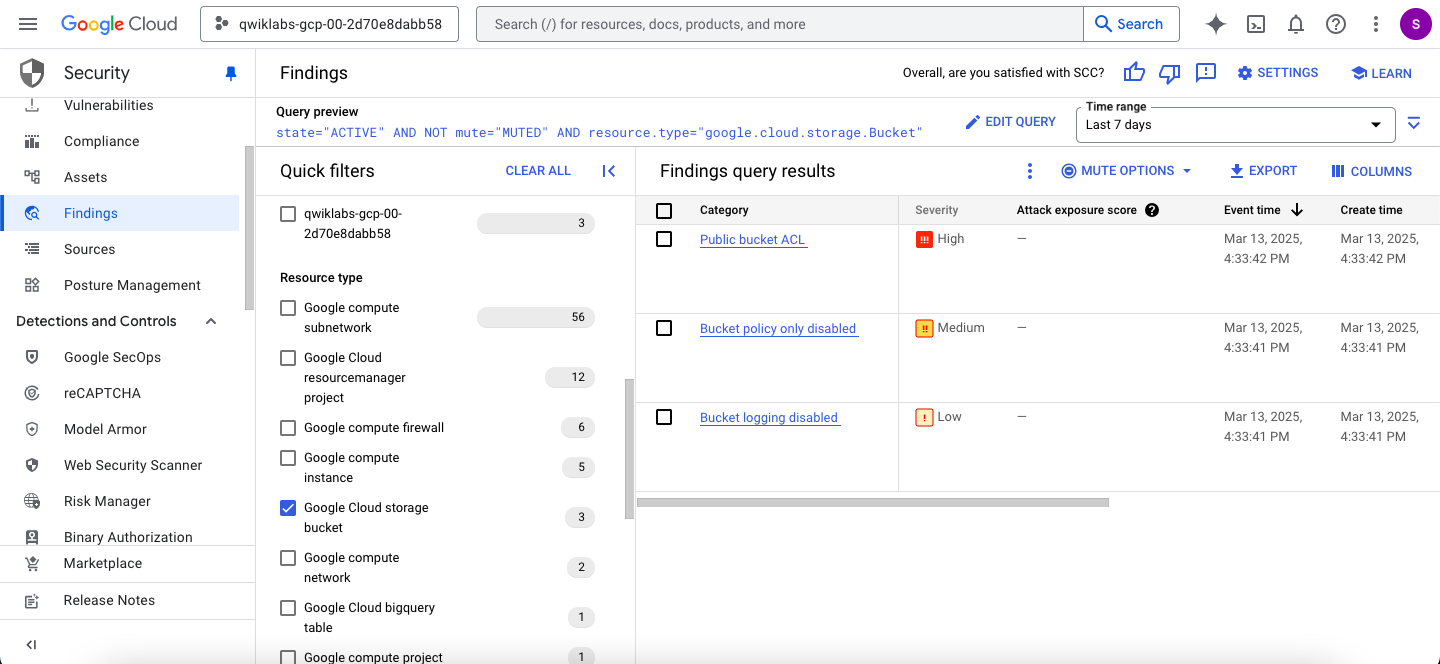 Google Cloud
qwiklabs-gcp-00-2d70e8dabb58
Search (/) for resources, docs, products, and more
Search
S
Security
Vulnerabilities
Compliance
Assets
Findings
Sources
Posture Management
Detections and Controls
Google SecOps
reCAPTCHA
Model Armor
Web Security Scanner
Risk Manager
Binary Authorization
Marketplace
Release Notes
Findings
Overall, are you satisfied with SCC?
SETTINGS
LEARN
Query preview
state="ACTIVE" AND NOT mute="MUTED" AND resource.type="google.cloud.storage.Bucket"
EDIT QUERY
Time range
Last 7 days
Quick filters
CLEAR ALL
qwiklabs-gcp-00-
2d70e8dabb58
3
Resource type
Google compute
subnetwork
56
Google Cloud
resourcemanager
project
12
Google compute firewall
6
Google compute
instance
5
Google Cloud storage
bucket
3
Google compute
network
2
Google Cloud bigquery
table
1
Google compute project
1
Findings query results
MUTE OPTIONS
EXPORT
COLUMNS
Category Severity Attack exposure score Event time Create time
Public bucket ACL High – Mar 13, 2025, Mar 13, 2025,
4:33:42 PM 4:33:42 PM
Bucket policy only disabled Medium – Mar 13, 2025, Mar 13, 2025,
4:33:41 PM 4:33:41 PM
Bucket logging disabled Low – Mar 13, 2025, Mar 13, 2025,
4:33:41 PM 4:33:41 PM